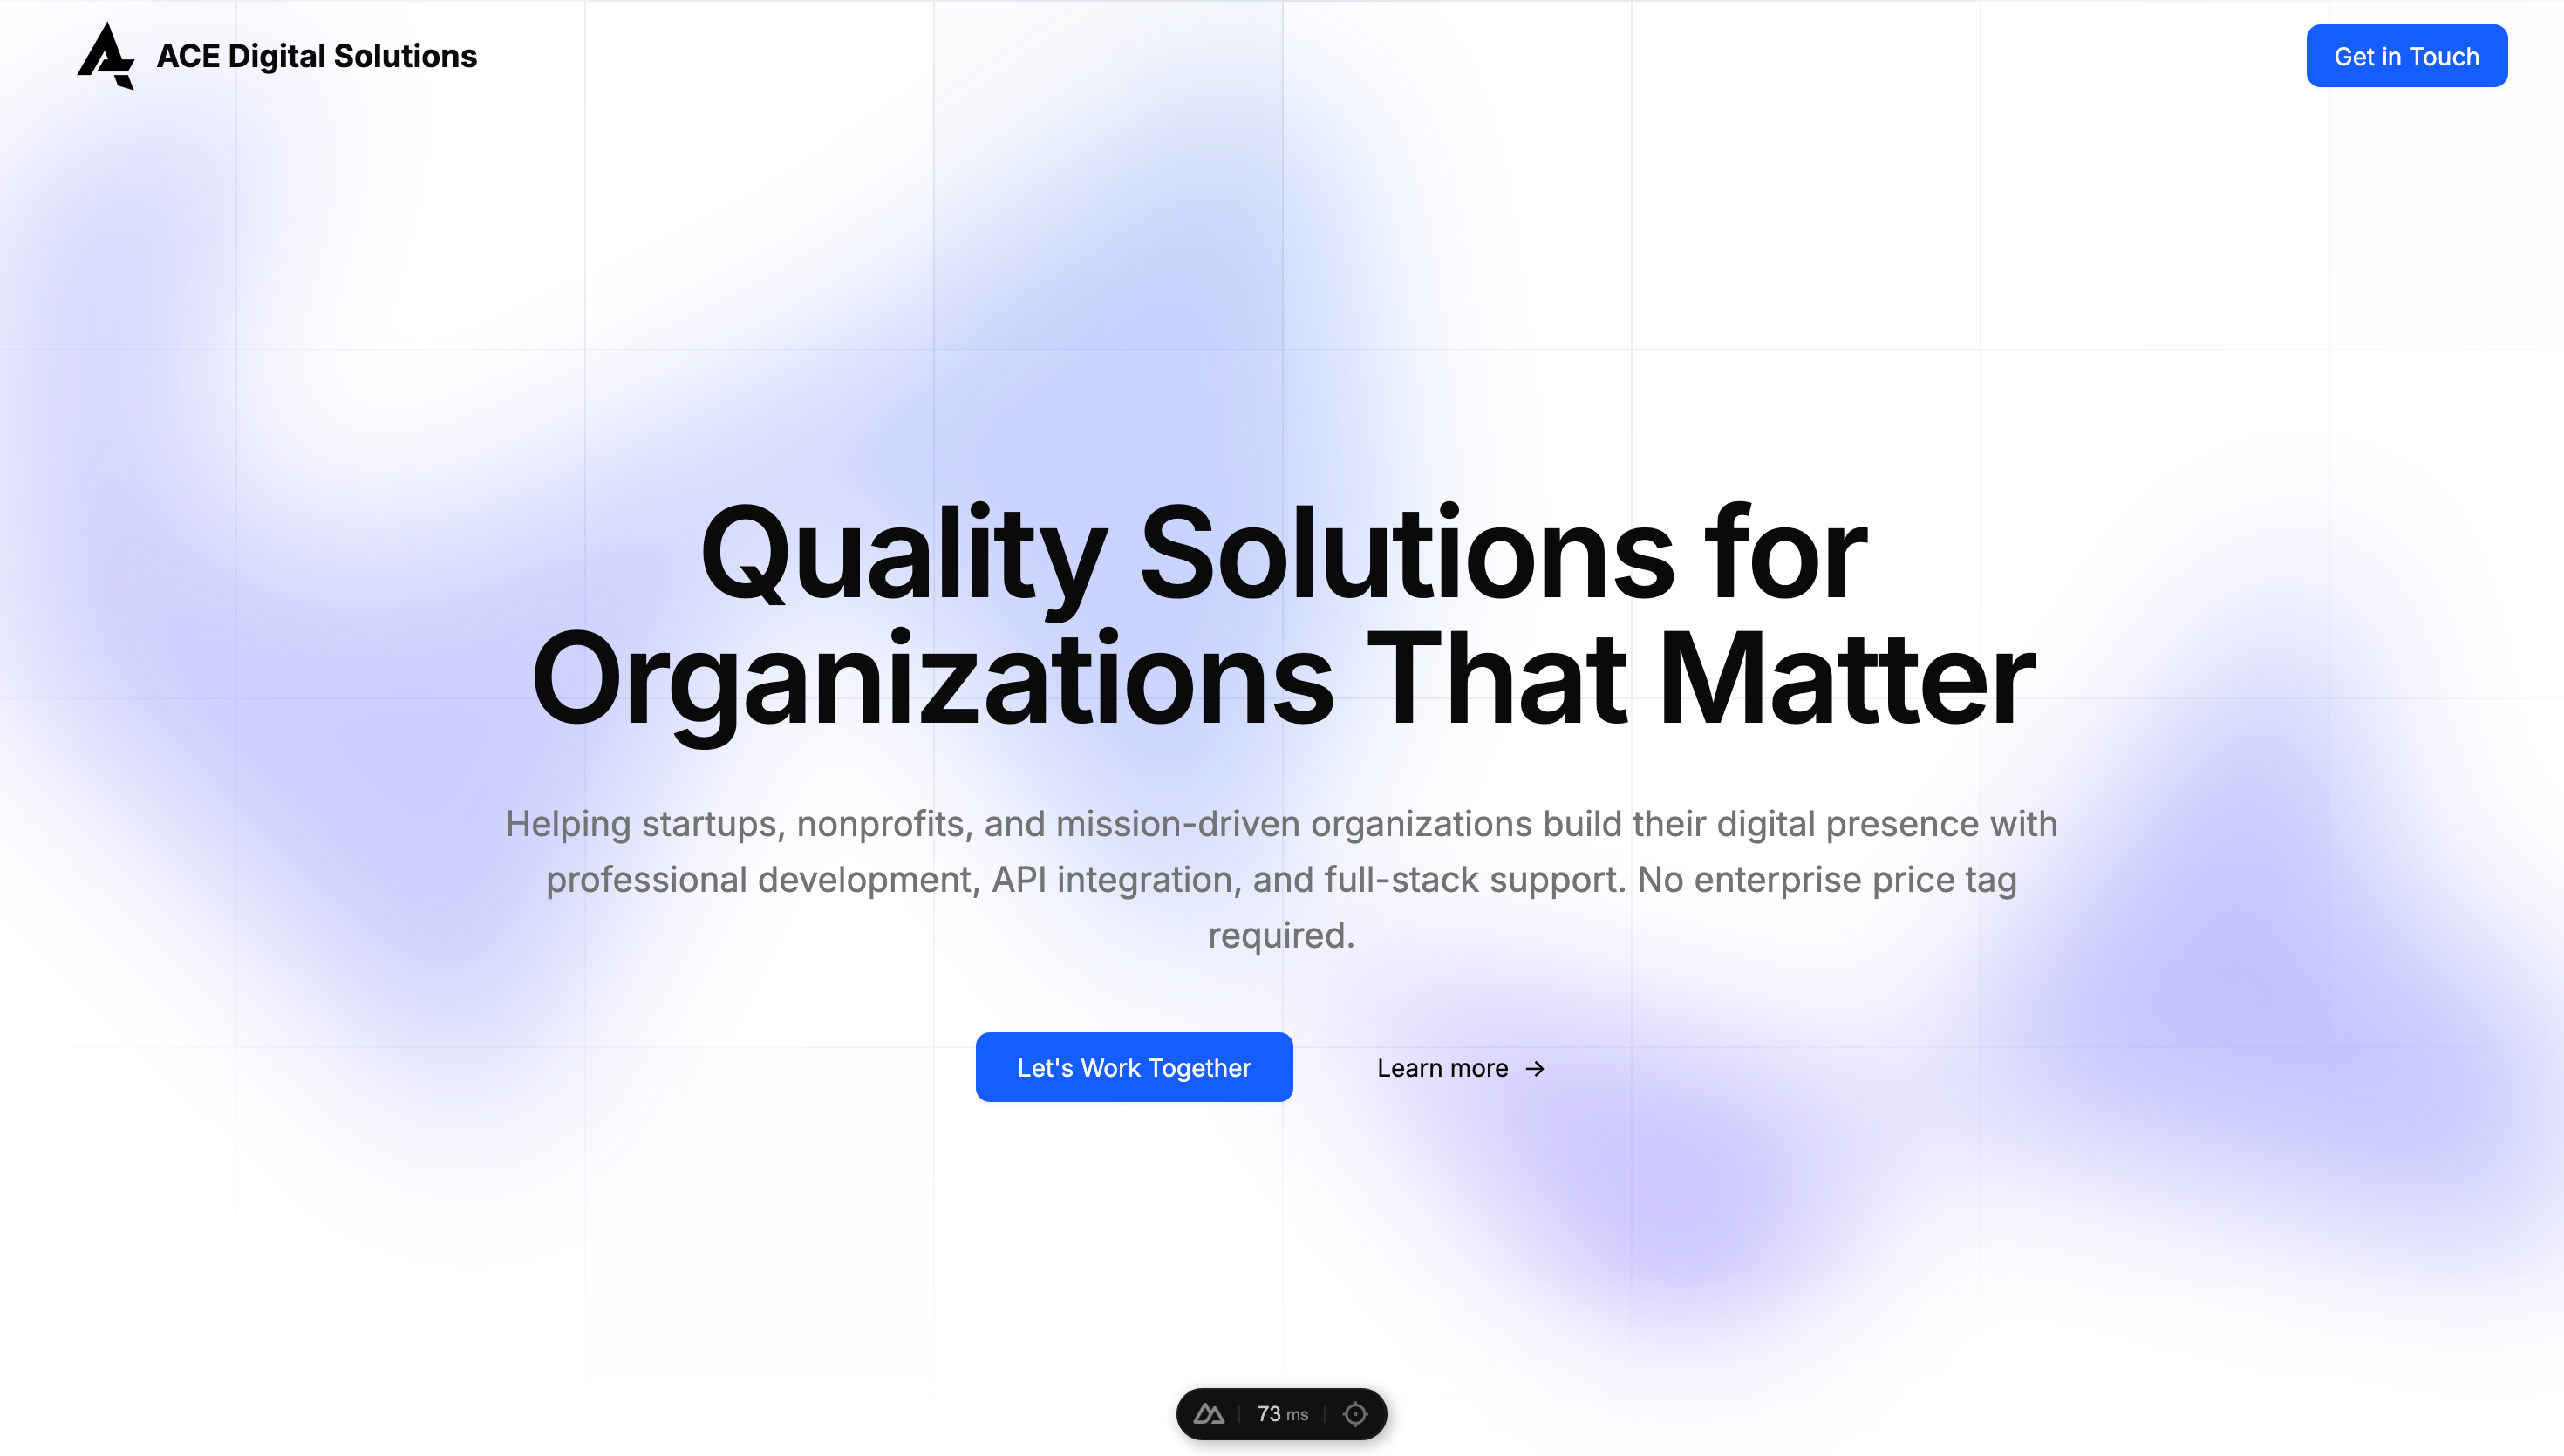 ACE Digital Solutions
Get in Touch
Quality Solutions for
Organizations That Matter
Helping startups, nonprofits, and mission-driven organizations build their digital presence with
professional development, API integration, and full-stack support. No enterprise price tag
required.
Let's Work Together
Learn more →
73 ms